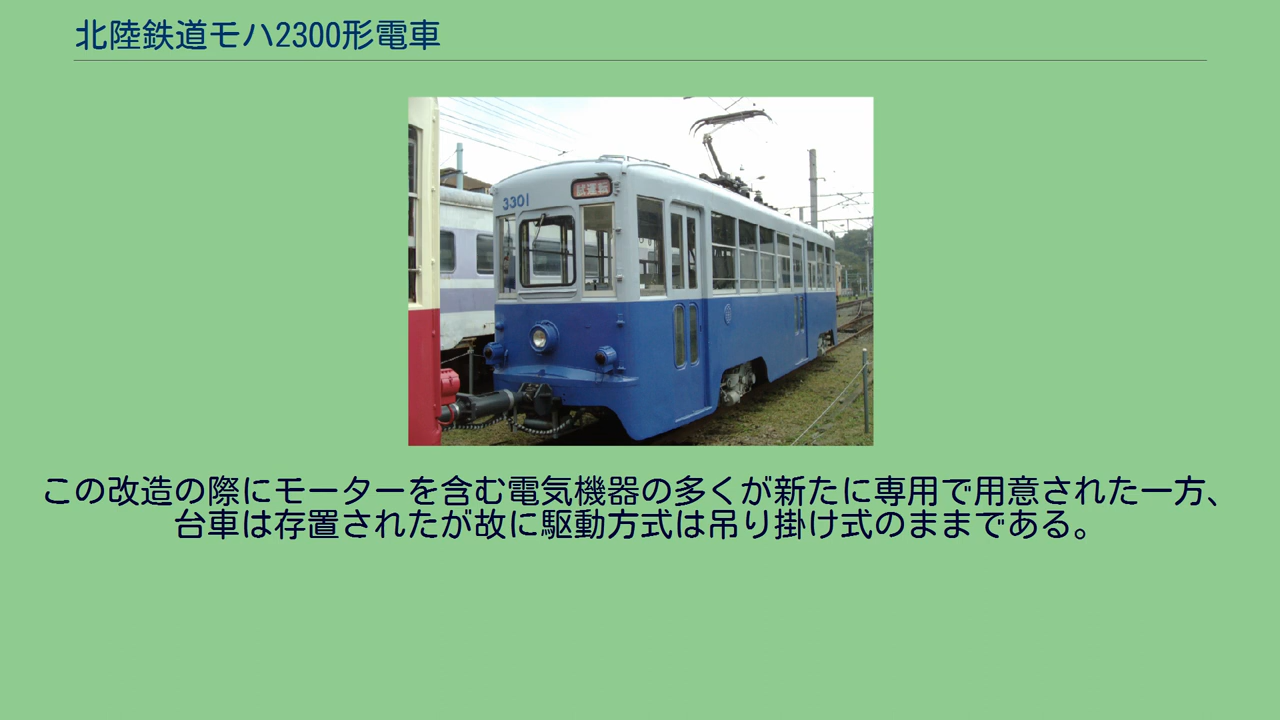 北陸鉄道モハ2300形電車
3301
試運転
この改造の際にモーターを含む電気機器の多くが新たに専用で用意された一方、
台車は存置されたが故に駆動方式は吊り掛け式のままである。